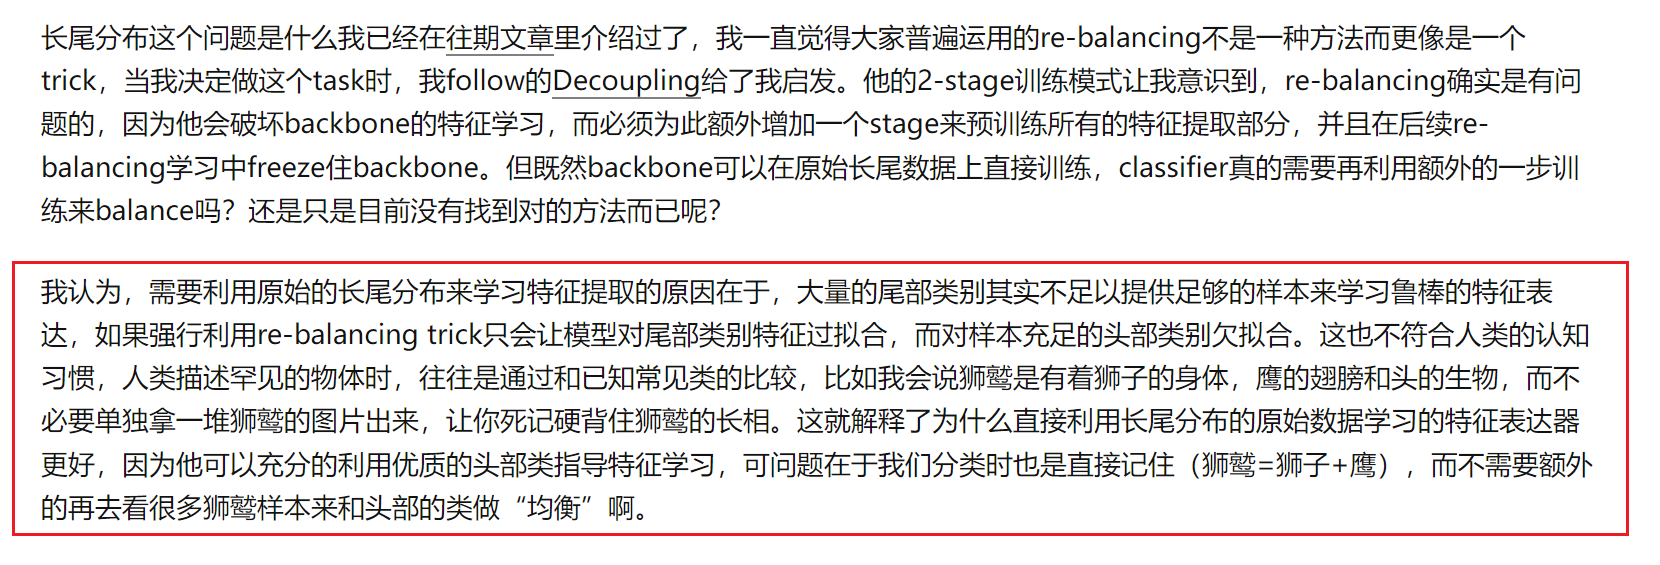 长尾分布这个问题是什么我已经在往期文章里介绍过了，我一直觉得大家普遍运用的re-balancing不是一种方法而更像是一个
trick，当我决定做这个task时，我follow的Decoupling给了我启发。他的2-stage训练模式让我意识到，re-balancing确实是有问
题的，因为他会破坏backbone的特征学习，而必须为此额外增加一个stage来预训练所有的特征提取部分，并且在后续re-
balancing学习中freeze住backbone。但既然backbone可以在原始长尾数据上直接训练，classifier真的需要再利用额外的一步训
练来balance吗？还是只是目前没有找到对的方法而已呢？
我认为，需要利用原始的长尾分布来学习特征提取的原因在于，大量的尾部类别其实不足以提供足够的样本来学习鲁棒的特征表
达，如果强行利用re-balancing trick只会让模型对尾部类别特征过拟合，而对样本充足的头部类别欠拟合。这也不符合人类的认知
习惯，人类描述罕见的物体时，往往是通过和已知常见类的比较，比如我会说狮鹫是有着狮子的身体，鹰的翅膀和头的生物，而不
必要单独拿一堆狮鹫的图片出来，让你死记硬背住狮鹫的长相。这就解释了为什么直接利用长尾分布的原始数据学习的特征表达器
更好，因为他可以充分的利用优质的头部类指导特征学习，可问题在于我们分类时也是直接记住（狮鹫=狮子+鹰），而不需要额外
的再去看很多狮鹫样本来和头部的类做“均衡”啊。